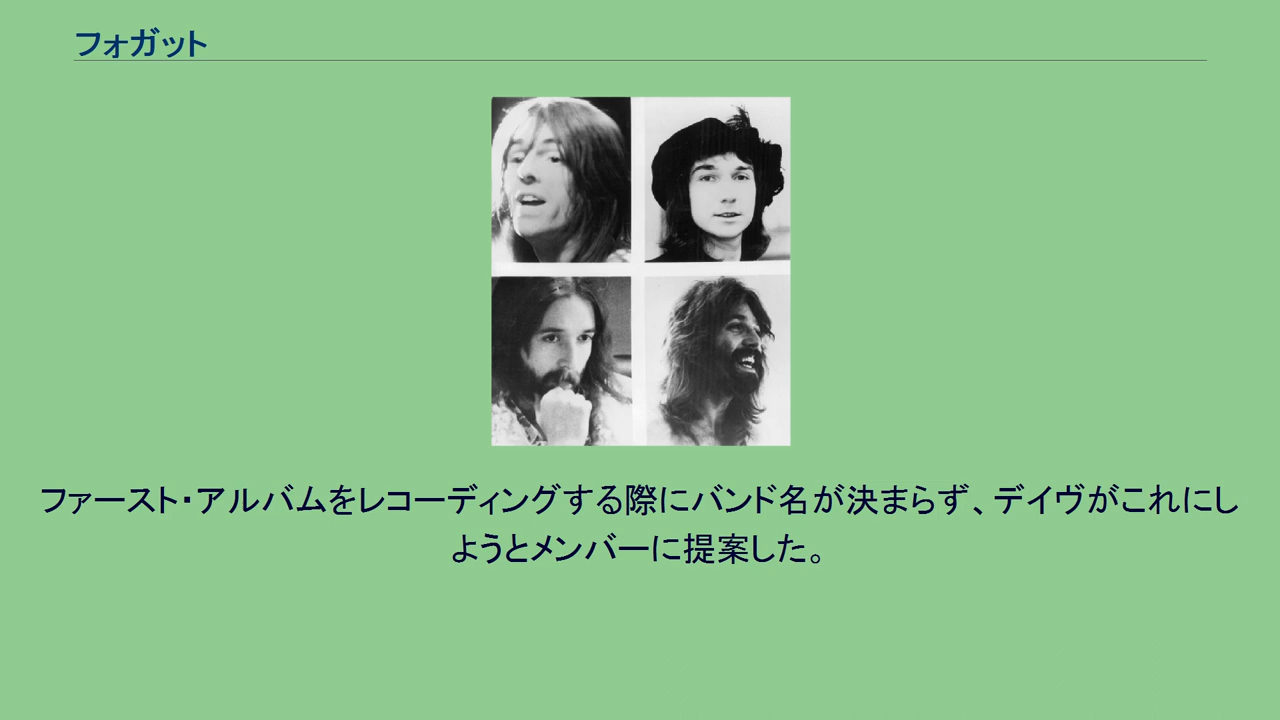 フォガット
ファースト・アルバムをレコーディングする際にバンド名が決まらず、デイヴがこれにし
ようとメンバーに提案した。